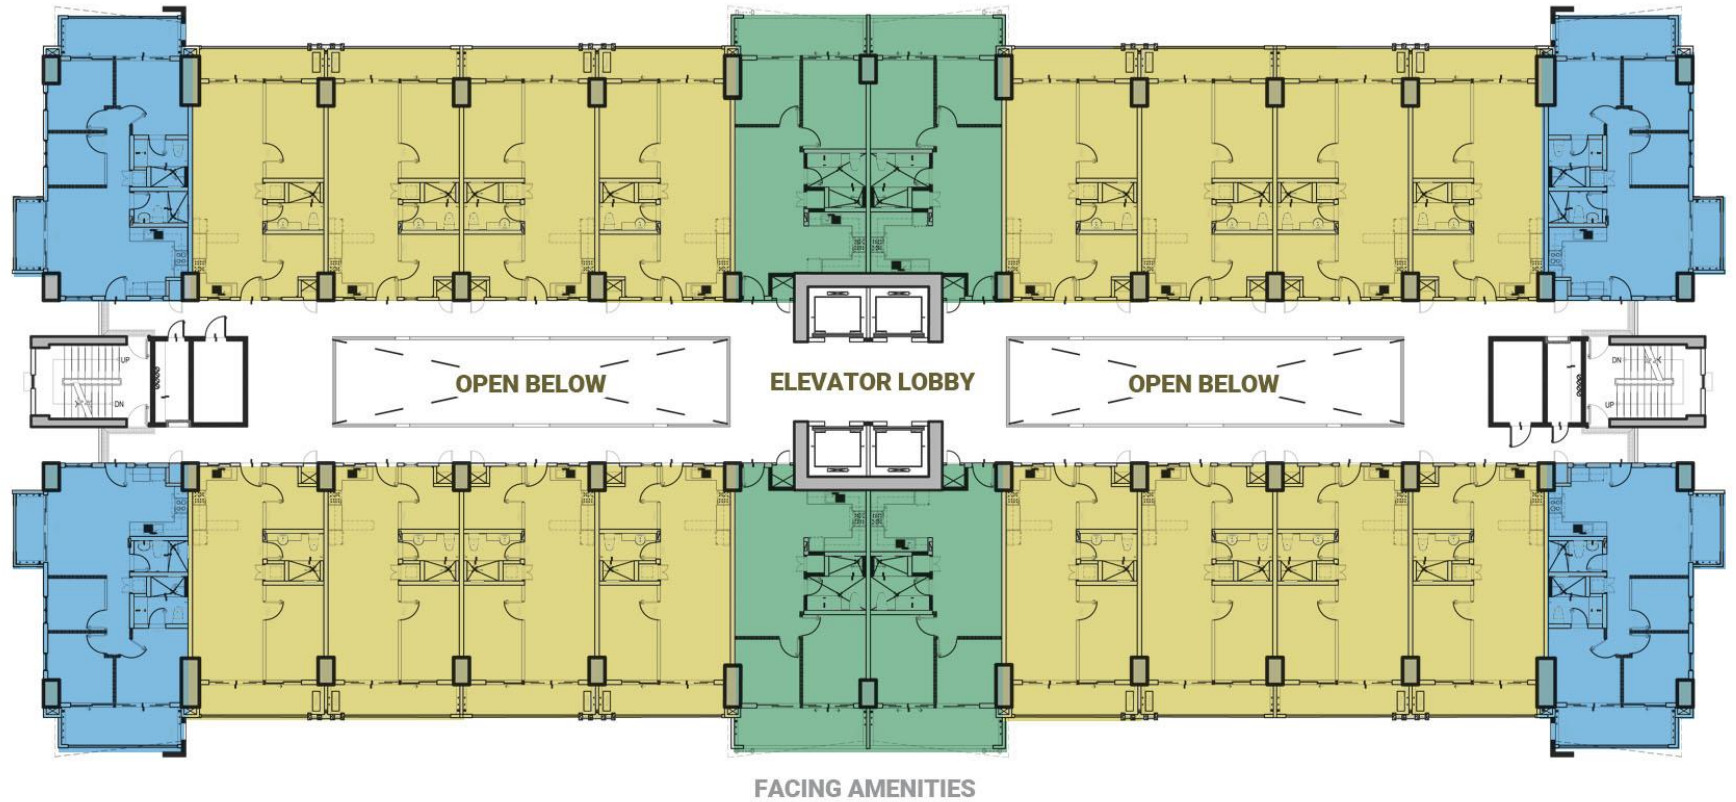 UP
DN
OPEN BELOW
ELEVATOR LOBBY
OPEN BELOW
DN
UP
FACING AMENITIES